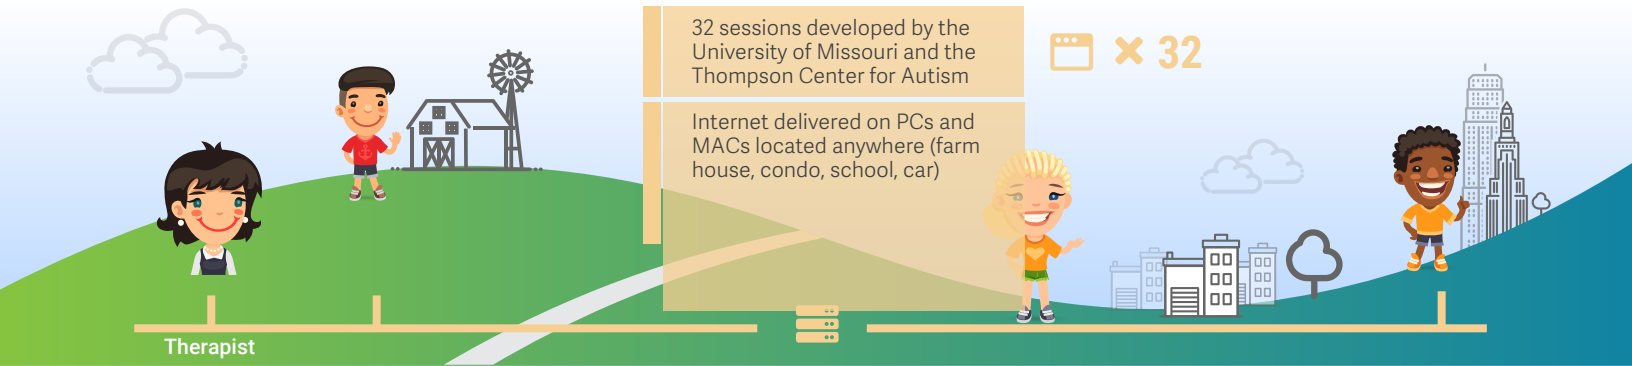 32 sessions developed by the
University of Missouri and the
Thompson Center for Autism
× 32
Internet delivered on PCs and
MACs located anywhere (farm
house, condo, school, car)
Therapist